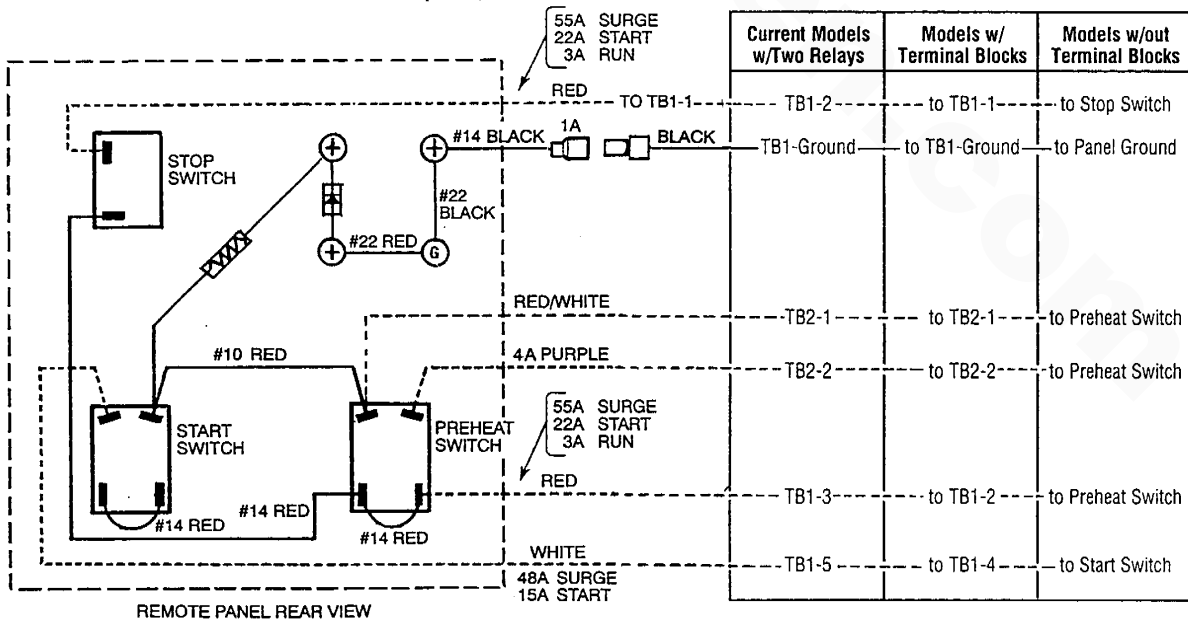 55A SURGE
22A START
3A RUN
Current Models w/Two Relays
Models w/ Terminal Blocks
Models w/out Terminal Blocks
RED TO TB1-1 TB1-2 to TB1-1 to Stop Switch
STOP SWITCH
#14 BLACK 1A BLACK TB1-Ground to TB1-Ground to Panel Ground
#22 BLACK
#22 RED G
RED/WHITE TB2-1 to TB2-1 to Preheat Switch
#10 RED 4A PURPLE TB2-2 to TB2-2 to Preheat Switch
START SWITCH
PREHEAT SWITCH
55A SURGE
22A START
3A RUN
RED TB1-3 to TB1-2 to Preheat Switch
#14 RED
#14 RED
#14 RED
WHITE TB1-5 to TB1-4 to Start Switch
48A SURGE
15A START
REMOTE PANEL REAR VIEW